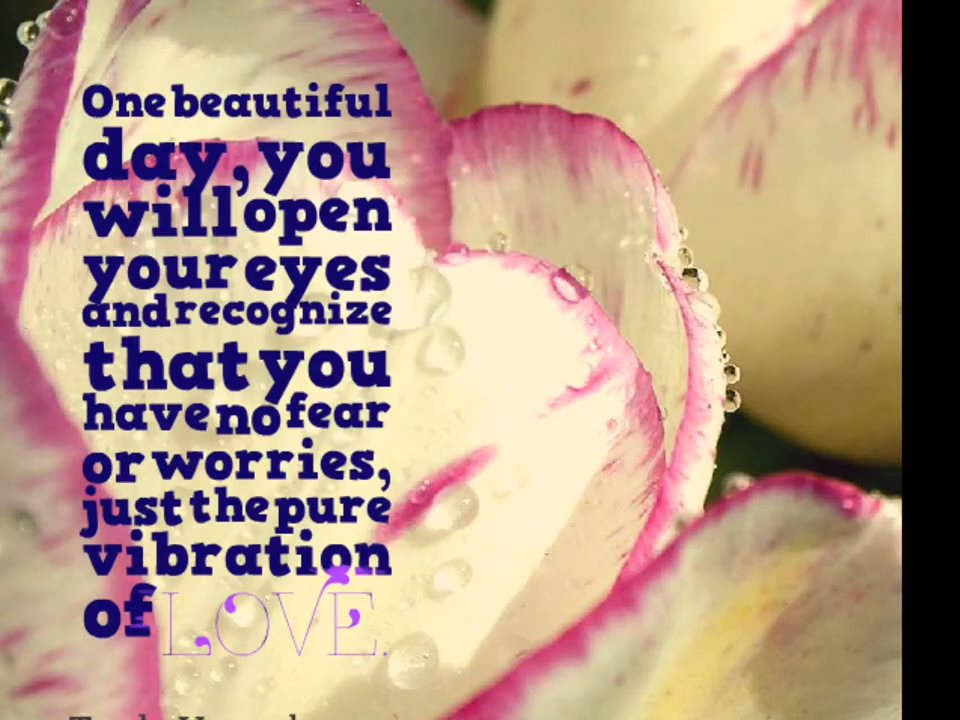 One beautiful
day, you
will open
your eyes
and recognize
that you
have no fear
or worries,
just the pure
vibration
of LOVE.